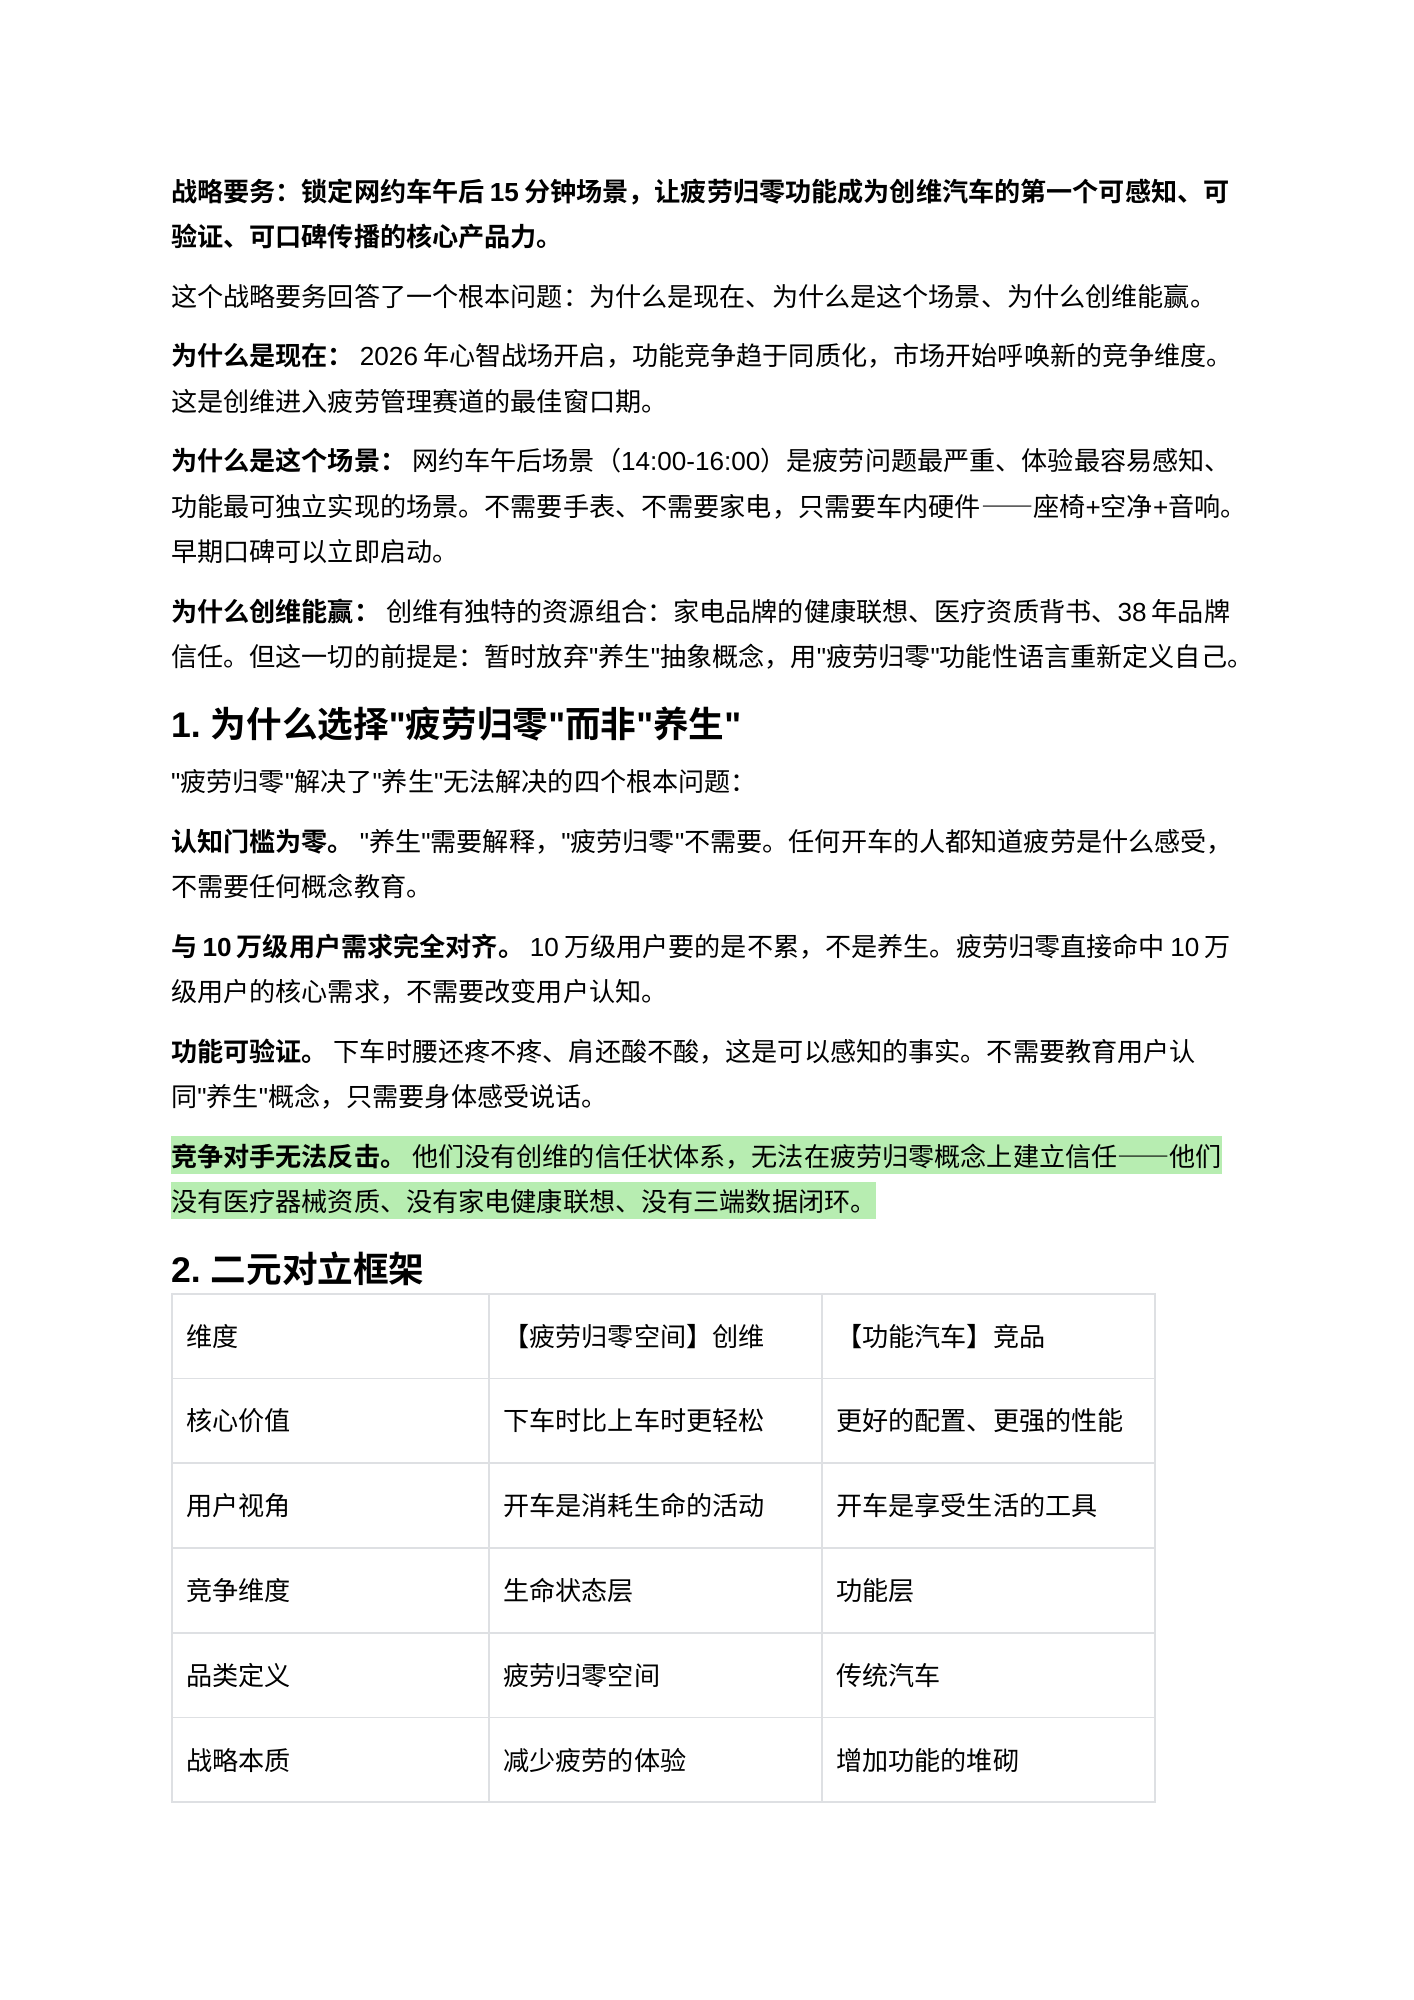 战略要务：锁定网约车午后 15 分钟场景，让疲劳归零功能成为创维汽车的第一个可感知、可
验证、可口碑传播的核心产品力。
这个战略要务回答了一个根本问题：为什么是现在、为什么是这个场景、为什么创维能赢。
为什么是现在： 2026 年心智战场开启，功能竞争趋于同质化，市场开始呼唤新的竞争维度。
这是创维进入疲劳管理赛道的最佳窗口期。
为什么是这个场景： 网约车午后场景（14:00-16:00）是疲劳问题最严重、体验最容易感知、
功能最可独立实现的场景。不需要手表、不需要家电，只需要车内硬件——座椅+空净+音响。
早期口碑可以立即启动。
为什么创维能赢： 创维有独特的资源组合：家电品牌的健康联想、医疗资质背书、38 年品牌
信任。但这一切的前提是：暂时放弃"养生"抽象概念，用"疲劳归零"功能性语言重新定义自己。
1. 为什么选择"疲劳归零"而非"养生"
"疲劳归零"解决了"养生"无法解决的四个根本问题：
认知门槛为零。 "养生"需要解释，"疲劳归零"不需要。任何开车的人都知道疲劳是什么感受，
不需要任何概念教育。
与 10 万级用户需求完全对齐。 10 万级用户要的是不累，不是养生。疲劳归零直接命中 10 万
级用户的核心需求，不需要改变用户认知。
功能可验证。 下车时腰还疼不疼、肩还酸不酸，这是可以感知的事实。不需要教育用户认
同"养生"概念，只需要身体感受说话。
竞争对手无法反击。 他们没有创维的信任状体系，无法在疲劳归零概念上建立信任——他们
没有医疗器械资质、没有家电健康联想、没有三端数据闭环。
2. 二元对立框架
维度 【疲劳归零空间】创维 【功能汽车】竞品
核心价值 下车时比上车时更轻松 更好的配置、更强的性能
用户视角 开车是消耗生命的活动 开车是享受生活的工具
竞争维度 生命状态层 功能层
品类定义 疲劳归零空间 传统汽车
战略本质 减少疲劳的体验 增加功能的堆砌